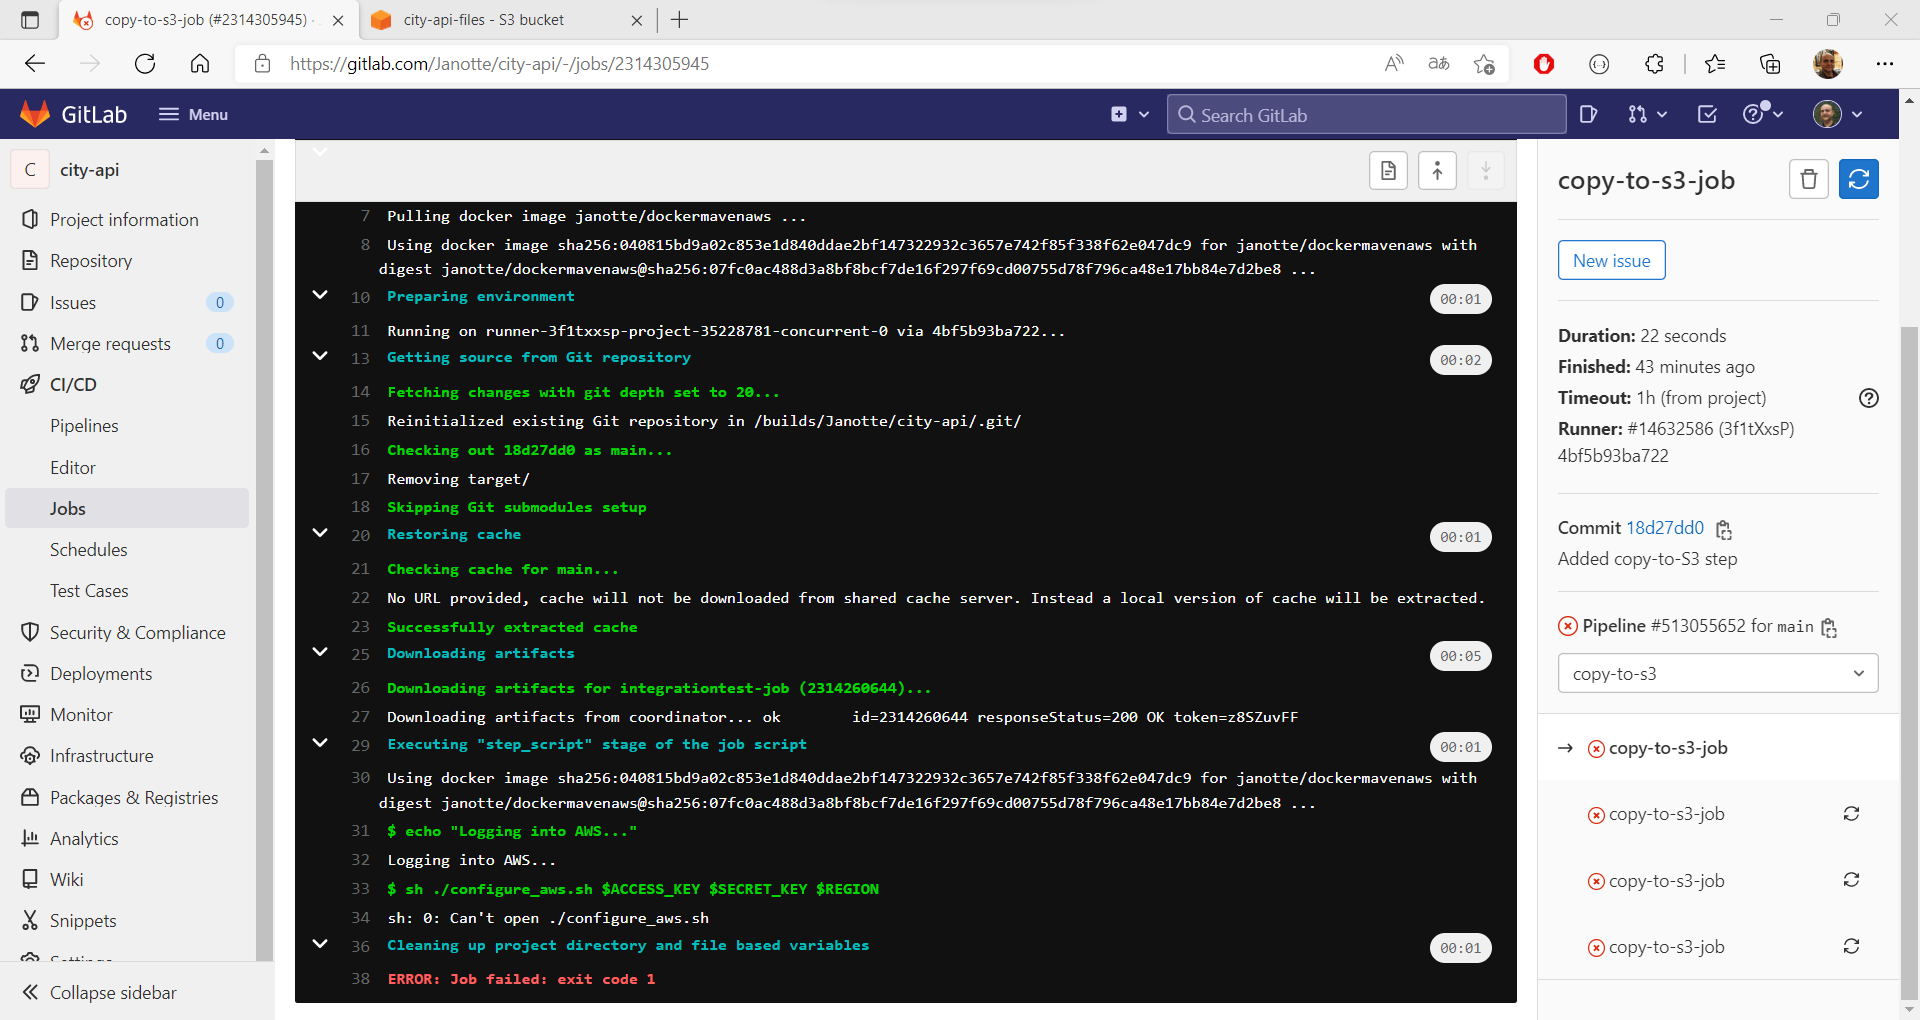 copy-to-s3-job (#2314305945) ·
city-api-files - S3 bucket
https://gitlab.com/Janotte/city-api/-/jobs/2314305945
GitLab
Menu
Search GitLab
C
city-api
Project information
Repository
Issues 0
Merge requests 0
CI/CD
Pipelines
Editor
Jobs
Schedules
Test Cases
Security & Compliance
Deployments
Monitor
Infrastructure
Packages & Registries
Analytics
Wiki
Snippets
Settings
Collapse sidebar
7 Pulling docker image janotte/dockermavenaws ...
8 Using docker image sha256:040815bd9a02c853e1d840ddae2bf147322932c3657e742f85f338f62e047dc9 for janotte/dockermavenaws with
digest janotte/dockermavenaws@sha256:07fc0ac488d3a8bf8bcf7de16f297f69cd00755d78f796ca48e17bb84e7d2be8 ...
10 Preparing environment 00:01
11 Running on runner-3f1txxsp-project-35228781-concurrent-0 via 4bf5b93ba722...
13 Getting source from Git repository 00:02
14 Fetching changes with git depth set to 20...
15 Reinitialized existing Git repository in /builds/Janotte/city-api/.git/
16 Checking out 18d27dd0 as main...
17 Removing target/
18 Skipping Git submodules setup
20 Restoring cache 00:01
21 Checking cache for main...
22 No URL provided, cache will not be downloaded from shared cache server. Instead a local version of cache will be extracted.
23 Successfully extracted cache
25 Downloading artifacts 00:05
26 Downloading artifacts for integrationtest-job (2314260644)...
27 Downloading artifacts from coordinator... ok id=2314260644 responseStatus=200 OK token=z8SZuvFF
29 Executing "step_script" stage of the job script 00:01
30 Using docker image sha256:040815bd9a02c853e1d840ddae2bf147322932c3657e742f85f338f62e047dc9 for janotte/dockermavenaws with
digest janotte/dockermavenaws@sha256:07fc0ac488d3a8bf8bcf7de16f297f69cd00755d78f796ca48e17bb84e7d2be8 ...
31 $ echo "Logging into AWS..."
32 Logging into AWS...
33 $ sh ./configure_aws.sh $ACCESS_KEY $SECRET_KEY $REGION
34 sh: 0: Can't open ./configure_aws.sh
36 Cleaning up project directory and file based variables 00:01
38 ERROR: Job failed: exit code 1
copy-to-s3-job
New issue
Duration: 22 seconds
Finished: 43 minutes ago
Timeout: 1h (from project)
Runner: #14632586 (3f1tXxsP)
4bf5b93ba722
Commit 18d27dd0
Added copy-to-S3 step
Pipeline #513055652 for main
copy-to-s3
→ copy-to-s3-job
copy-to-s3-job
copy-to-s3-job
copy-to-s3-job